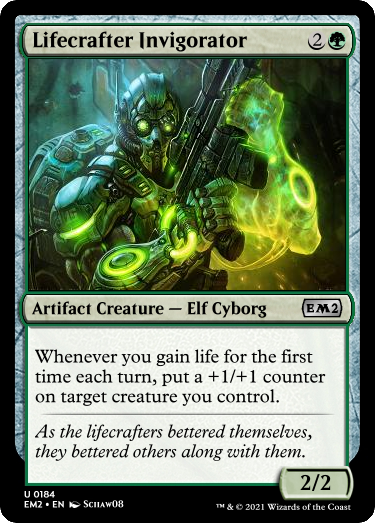 Lifecrafter Invigorator 2
Artifact Creature — Elf Cyborg EM2
Whenever you gain life for the first
time each turn, put a +1/+1 counter
on target creature you control.
As the lifecrafters bettered themselves,
they bettered others along with them.
2/2
U 0184
EM2 • EN Schaw08
™ & © 2021 Wizards of the Coast